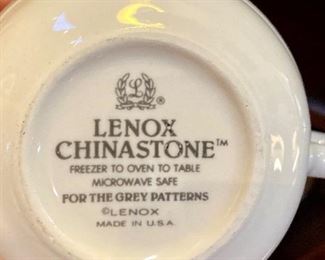 L
®
LENOX
CHINASTONE™
FREEZER TO OVEN TO TABLE
MICROWAVE SAFE
FOR THE GREY PATTERNS
©LENOX
MADE IN U.S.A.